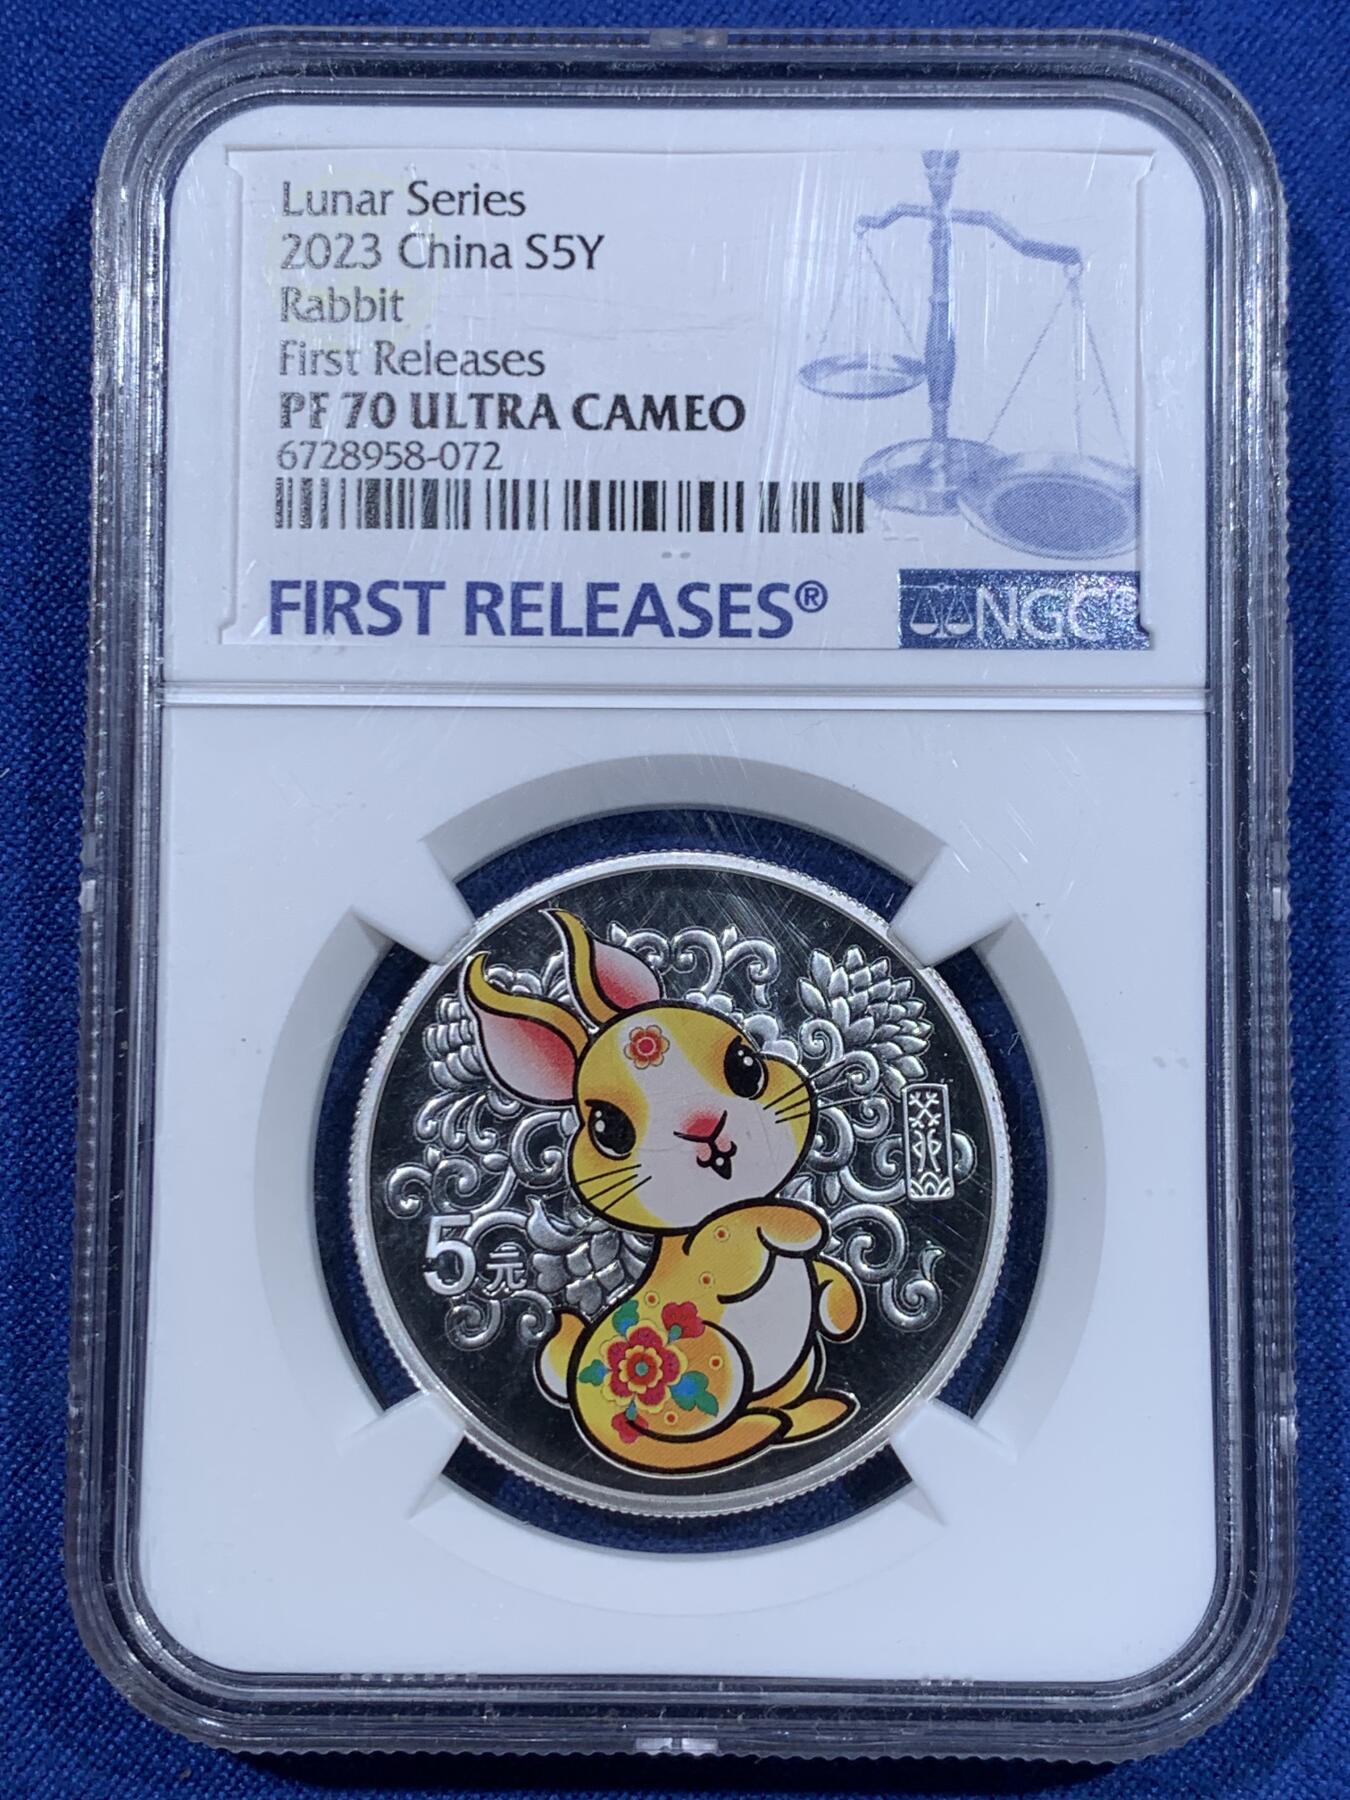 Lunar Series
2023 China S5Y
Rabbit
First Releases
PF 70 ULTRA CAMEO
6728958-072
FIRST RELEASES®
NGC®
5元